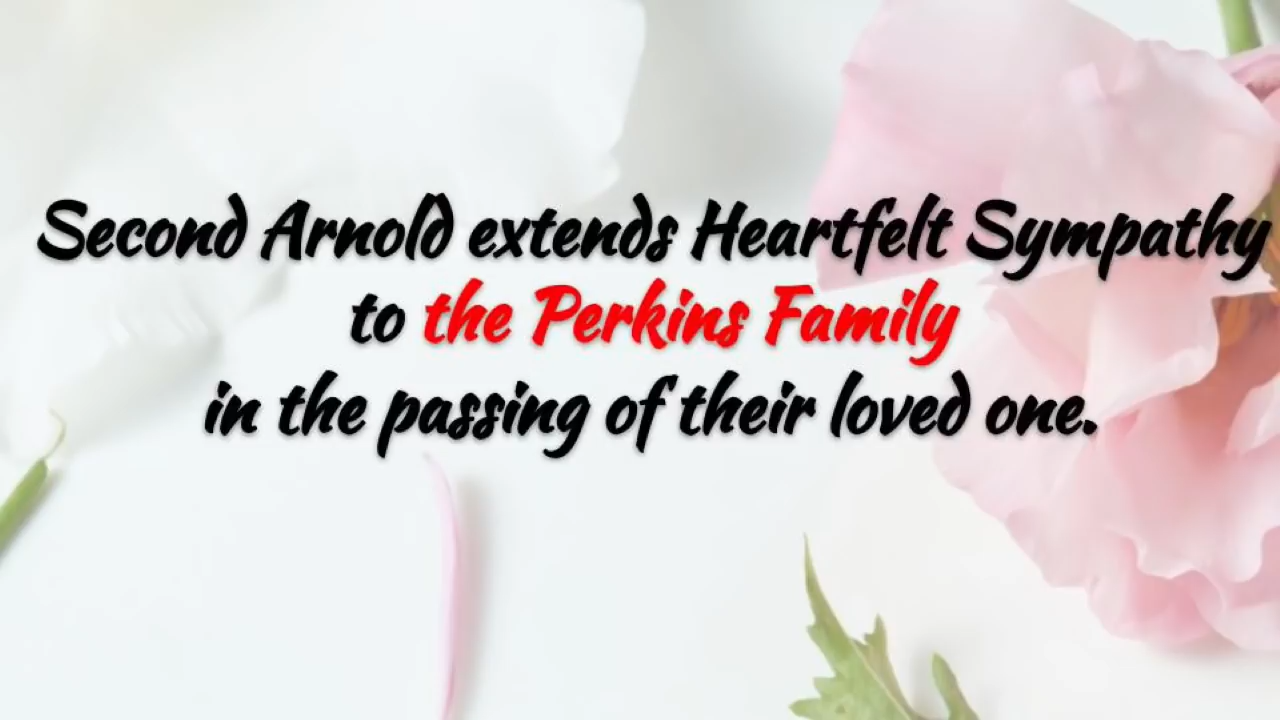 Second Arnold extends Heartfelt Sympathy
to the Perkins Family
in the passing of their loved one.